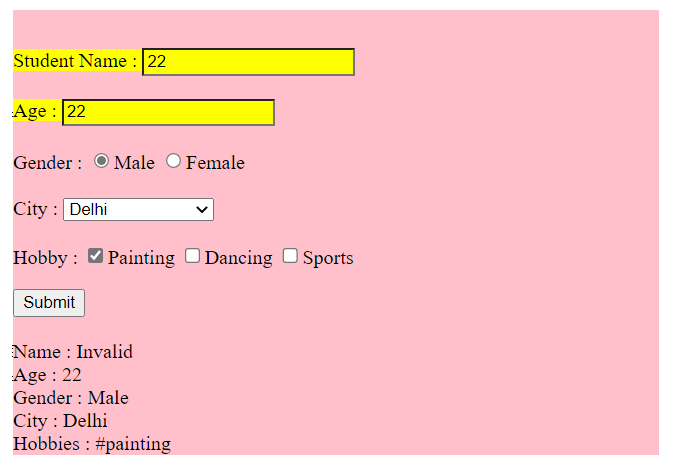 Student Name : 22
Age : 22
Gender : Male Female
City : Delhi
Hobby : Painting Dancing Sports
Submit
Name : Invalid
Age : 22
Gender : Male
City : Delhi
Hobbies : #painting